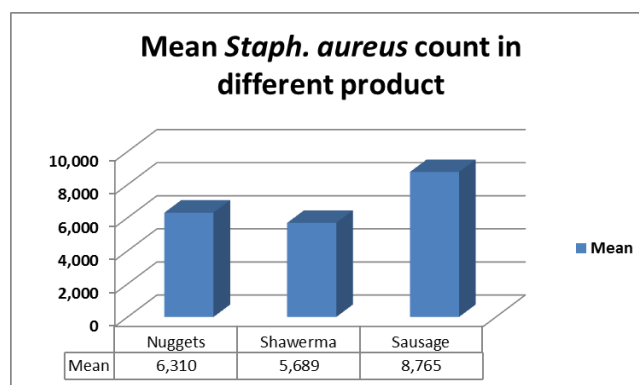 Mean Staph. aureus count in
different product
10,000
8,000
6,000
4,000
2,000
0
Mean
Nuggets Shawerma Sausage
Mean 6,310 5,689 8,765